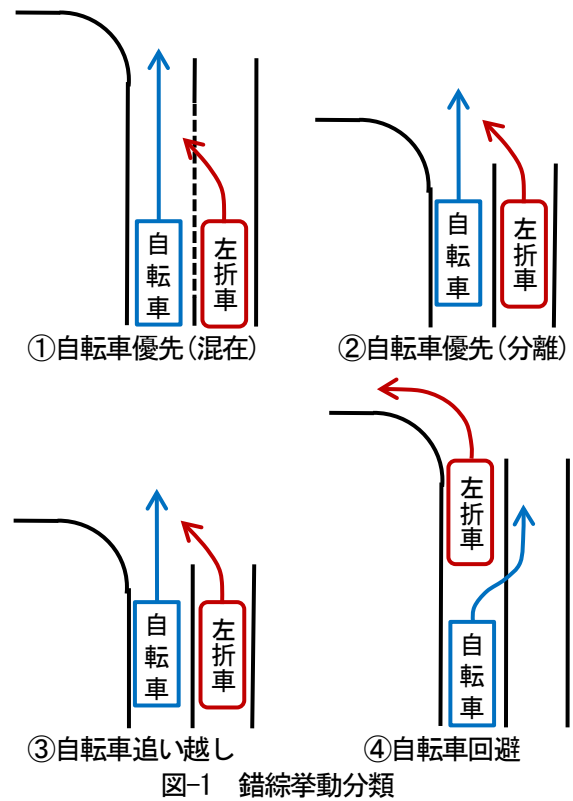 自転車
左折車
①自転車優先(混在)
自転車
左折車
②自転車優先(分離)
自転車
左折車
③自転車追い越し
左折車
自転車
④自転車回避
図-1 錯綜挙動分類